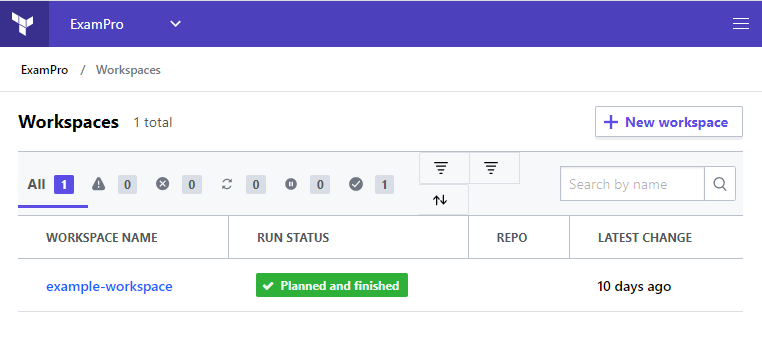 ExamPro
ExamPro / Workspaces
Workspaces 1 total
New workspace
All 1 0 0 0 0 1
Search by name
WORKSPACE NAME RUN STATUS REPO LATEST CHANGE
example-workspace Planned and finished 10 days ago